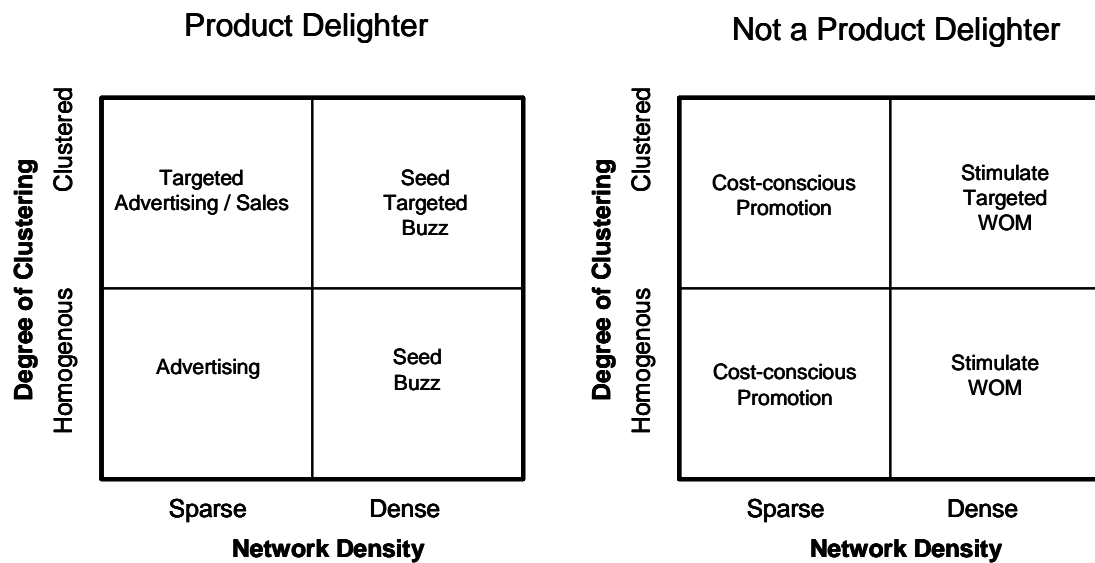 Product Delighter
Degree of Clustering
Clustered
Homogenous
Targeted
Advertising / Sales
Seed
Targeted
Buzz
Advertising
Seed
Buzz
Sparse
Dense
Network Density
Not a Product Delighter
Degree of Clustering
Clustered
Homogenous
Cost-conscious
Promotion
Stimulate
Targeted
WOM
Cost-conscious
Promotion
Stimulate
WOM
Sparse
Dense
Network Density